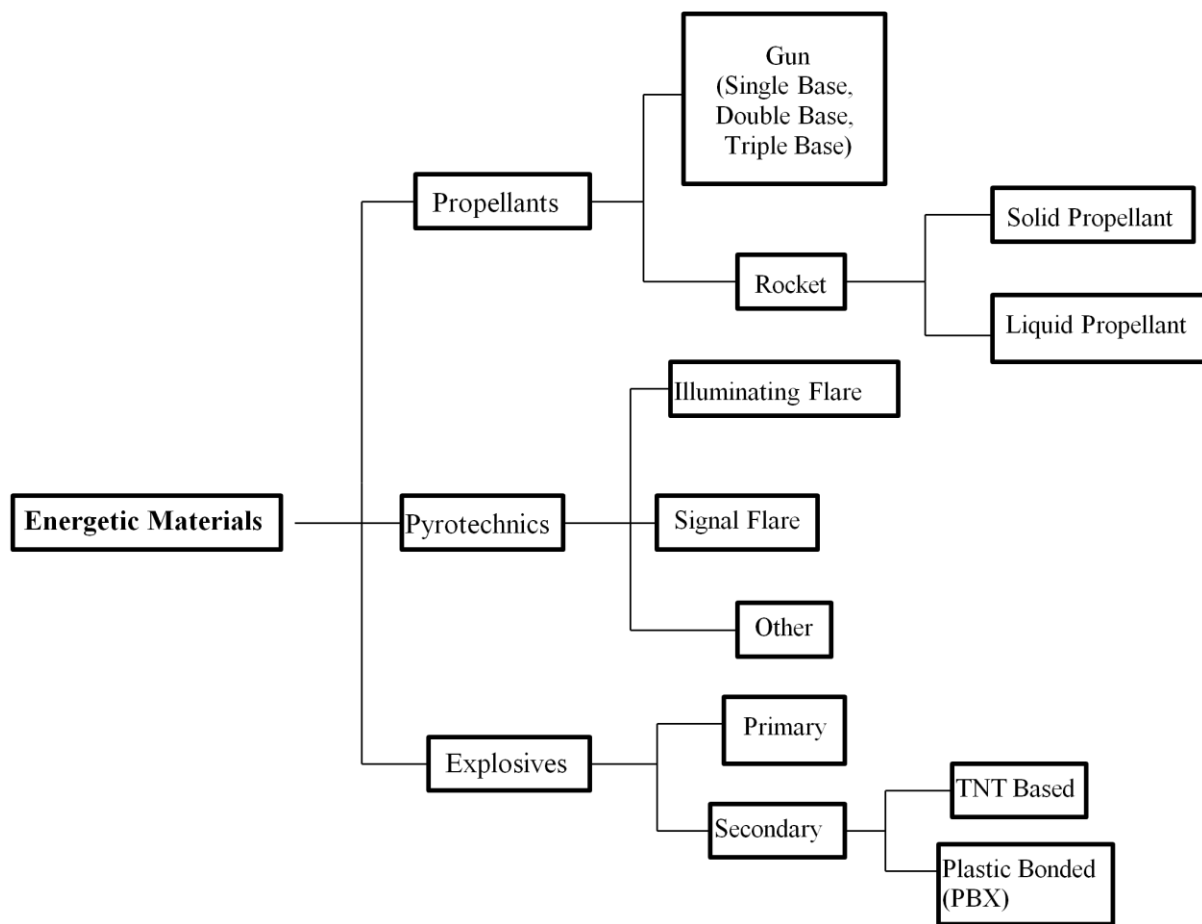 Gun
(Single Base,
Double Base,
Triple Base)
Propellants
Solid Propellant
Rocket
Liquid Propellant
Illuminating Flare
Energetic Materials
Pyrotechnics
Signal Flare
Other
Primary
Explosives
TNT Based
Secondary
Plastic Bonded
(PBX)